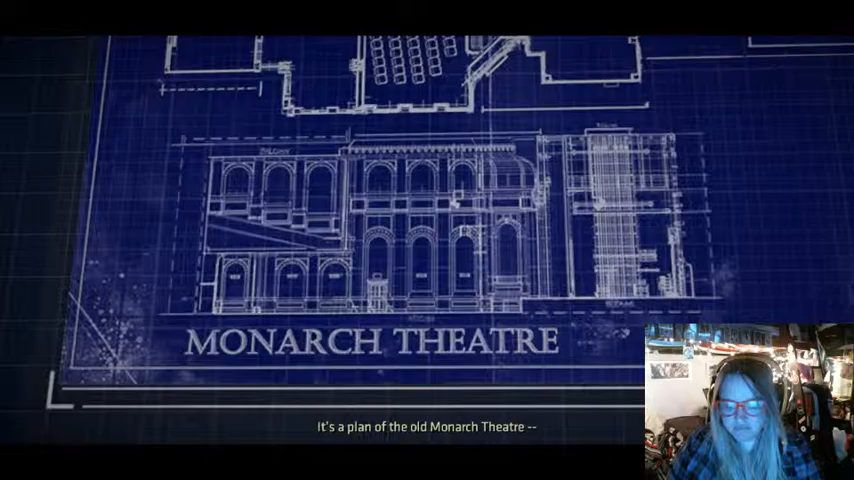 MONARCH THEATRE
It's a plan of the old Monarch Theatre --